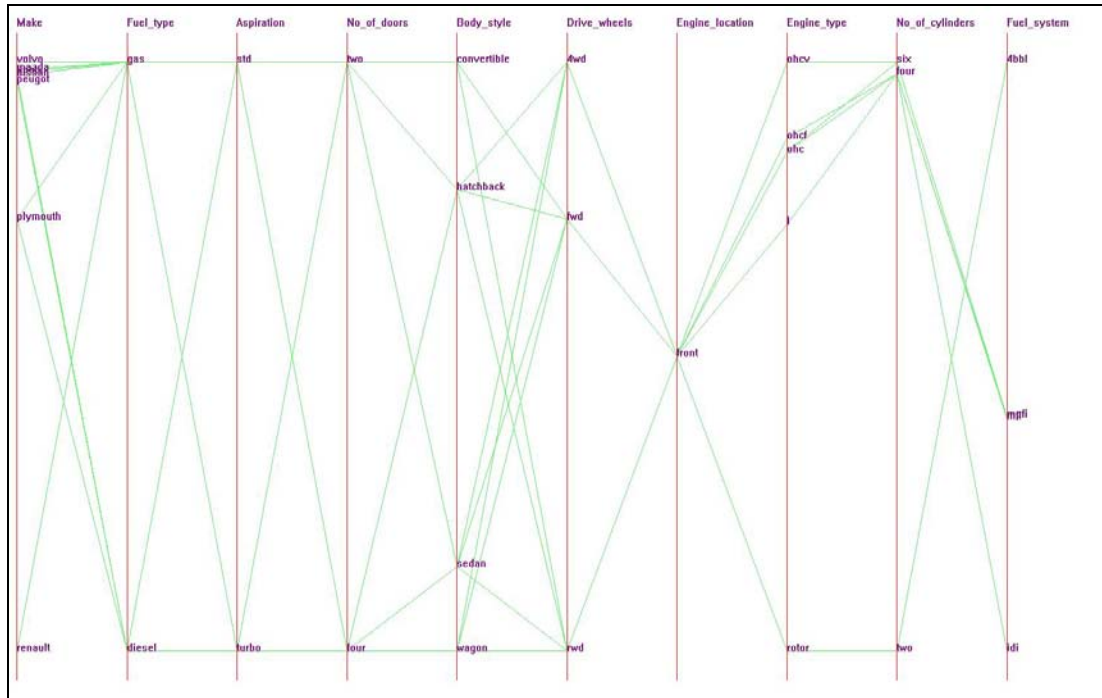 Make Fuel_type Aspiration No_of_doors Body_style Drive_wheels Engine_location Engine_type No_of_cylinders Fuel_system
volvo gas std two convertible 4wd ohcv six 4bbl
mazda four
peugot
ohcf
ohc
hatchback
plymouth fwd l
front
mpfi
sedan
renault diesel turbo four wagon rwd rotor two idi